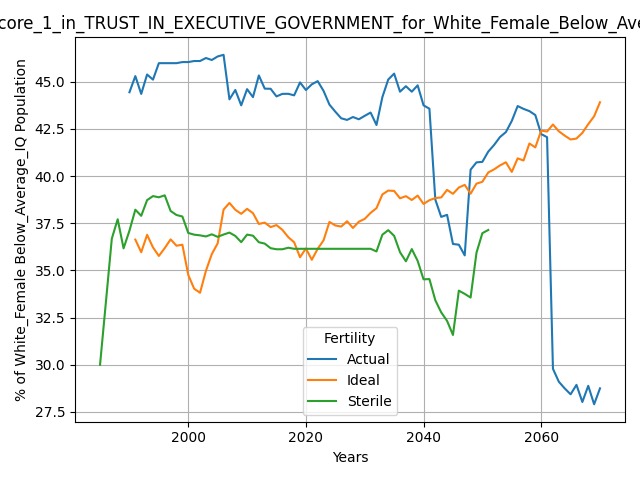 core_1_in_TRUST_IN_EXECUTIVE_GOVERNMENT_for_White_Female_Below_Ave
% of White_Female Below_Average_IQ Population
45.0
42.5
40.0
37.5
35.0
32.5
30.0
27.5
Fertility
Actual
Ideal
Sterile
2000
2020
2040
2060
Years